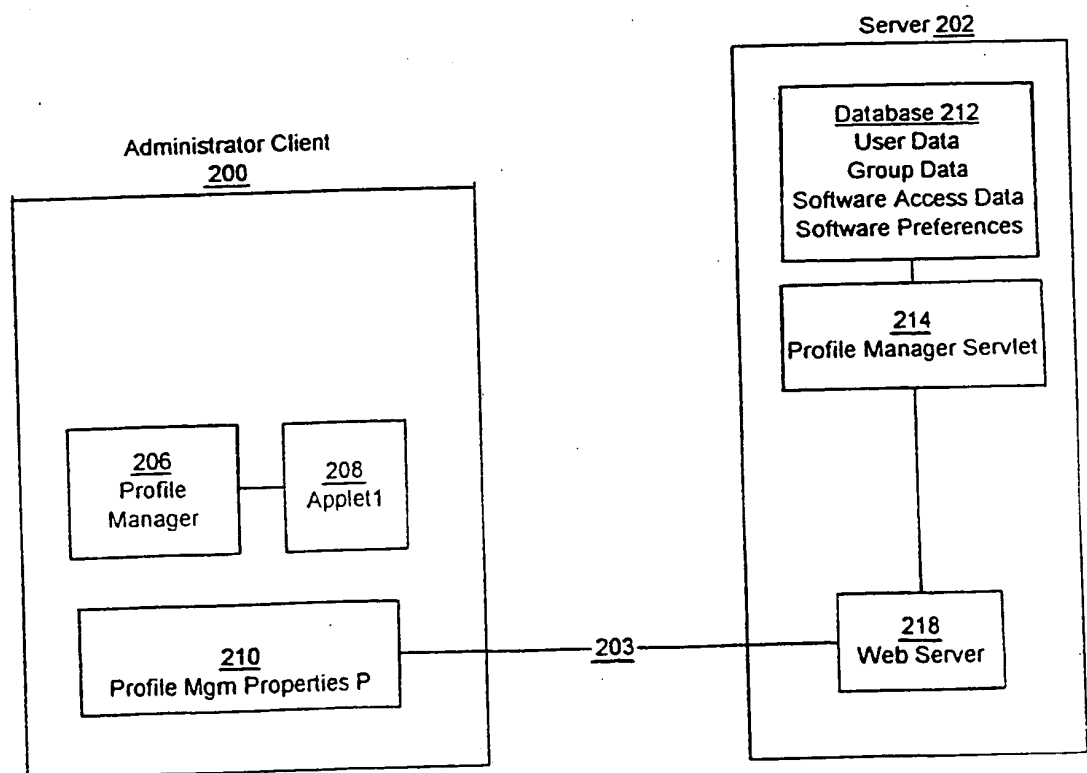 Server 202
Database 212
User Data
Group Data
Software Access Data
Software Preferences
Administrator Client
200
214
Profile Manager Servlet
206
Profile
Manager
208
Applet1
210
Profile Mgm Properties P
203
218
Web Server